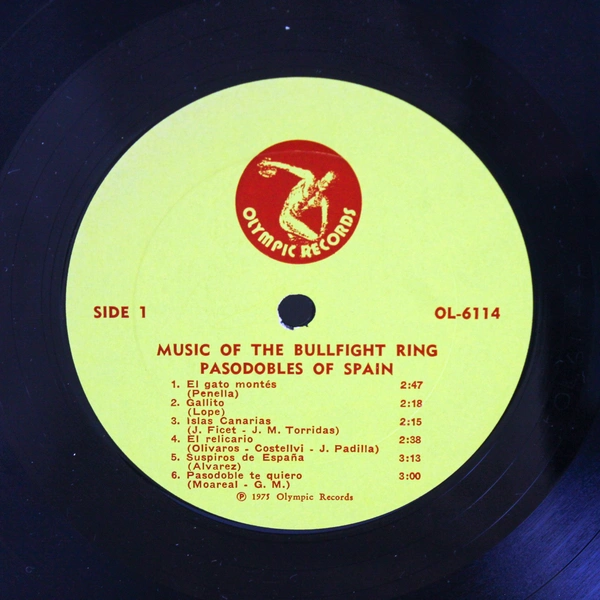 OLYMPIC RECORDS
SIDE 1 OL-6114
MUSIC OF THE BULLFIGHT RING
PASODOBLES OF SPAIN
1. El gato montés 2:47
(Penella)
2. Gallito 2:18
(Lope)
3. Islas Canarias 2:15
(J. Ficet - J. M. Torridas)
4. El relicario 2:38
(Olivaros - Costellvi - J. Padilla)
5. Suspiros de España 3:13
(Alvarez)
6. Pasodoble te quiero 3:00
(Moareal - G. M.)
℗ 1975 Olympic Records